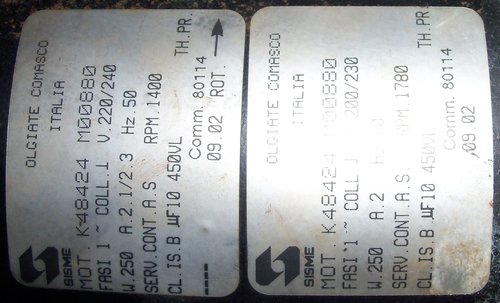 OLGIATE COMASCO
ITALIA
SISME
MOT. K48424 M00880 TH.PR.
FASI 1 ~ COLL.⊥ V.220/240
W.250 A 2.1/2.3 Hz.50
SERV.CONT.A.S RPM.1400
CL.IS.B µF10 450VL
Comm. 80114
09 02 ROT.
OLGIATE COMASCO
ITALIA
SISME
MOT. K48424 M00880 TH.PR.
FASI 1 ~ COLL 200/230
W.250 A.2
SERV.CONT.A.S. RPM.1780
CL.IS.B µF10 450VL
Comm. 80114
09 02